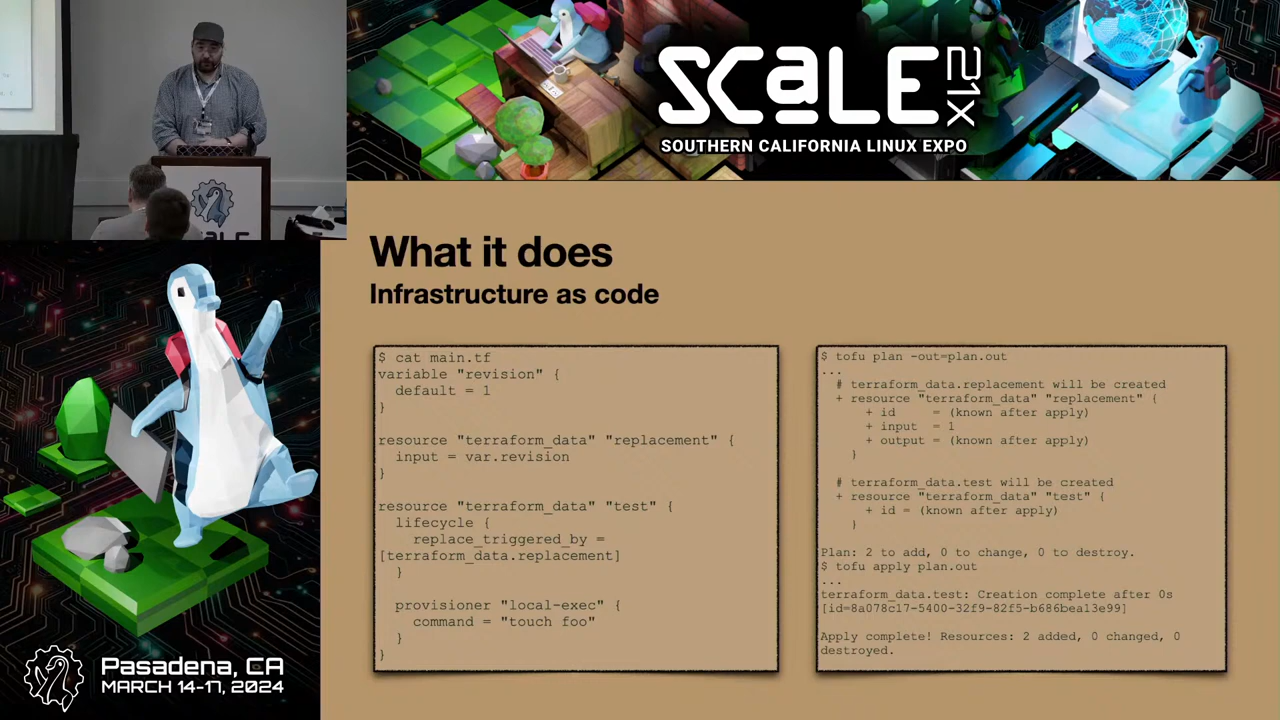 SCALE 21X
SOUTHERN CALIFORNIA LINUX EXPO
What it does
Infrastructure as code
$ cat main.tf
variable "revision" {
  default = 1
}

resource "terraform_data" "replacement" {
  input = var.revision
}

resource "terraform_data" "test" {
  lifecycle {
    replace_triggered_by =
[terraform_data.replacement]
  }

  provisioner "local-exec" {
    command = "touch foo"
  }
}
$ tofu plan -out=plan.out
...
  # terraform_data.replacement will be created
  + resource "terraform_data" "replacement" {
      + id     = (known after apply)
      + input  = 1
      + output = (known after apply)
    }

  # terraform_data.test will be created
  + resource "terraform_data" "test" {
      + id = (known after apply)
    }

Plan: 2 to add, 0 to change, 0 to destroy.
$ tofu apply plan.out
...
terraform_data.test: Creation complete after 0s
[id=8a078c17-5400-32f9-82f5-b686bea13e99]

Apply complete! Resources: 2 added, 0 changed, 0
destroyed.
SCALE
Pasadena, CA
MARCH 14-17, 2024